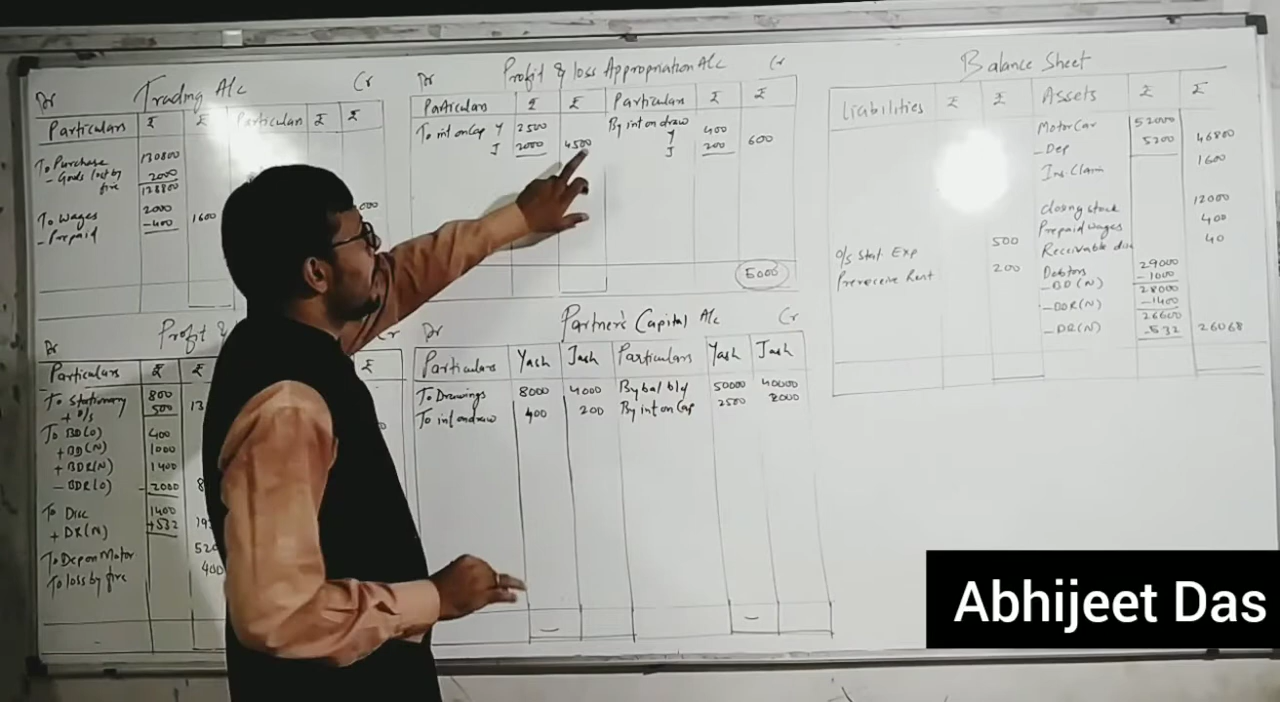 Trading A/c
Dr
Cr
Particulars ₹ ₹ Particulars ₹ ₹
To Purchase 130800
- Goods lost by fire 2000
128800
To Wages 2000
- Prepaid -400 1600
Profit & loss Appropriation A/c
Dr
Cr
Particulars ₹ ₹ Particulars ₹ ₹
To int on Cap Y 2500 By int on draw Y 400
J 2000 4500 J 200 600
5000
Balance Sheet
Liabilities ₹ ₹ Assets ₹ ₹
Motor Car 52000
- Dep 5200 46800
Ins. Claim 1600
Closing stock 12000
Prepaid wages 400
O/s Stat. Exp 500 Receivable 40
Prereceive Rent 200 Debtors 29000
- BD (N) -1000
28000
- BDR (N) -1400
26600
- DR (N) -532 26068
Dr Profit &
Particulars ₹ ₹ ₹
To Stationary 800
+ O/S 500
To BD (O) 400
+ BD (N) 1000
+ BDR (N) 1400
- BDR (O) -2000
To Disc 1400
+ DR (N) +532
To Dep on Motor
To loss by fire 400
Partner's Capital A/c
Dr
Cr
Particulars Yash Jash Particulars Yash Jash
To Drawings 8000 4000 By bal b/d 50000 40000
To int on draw 400 200 By int on Cap 2500 2000
Abhijeet Das